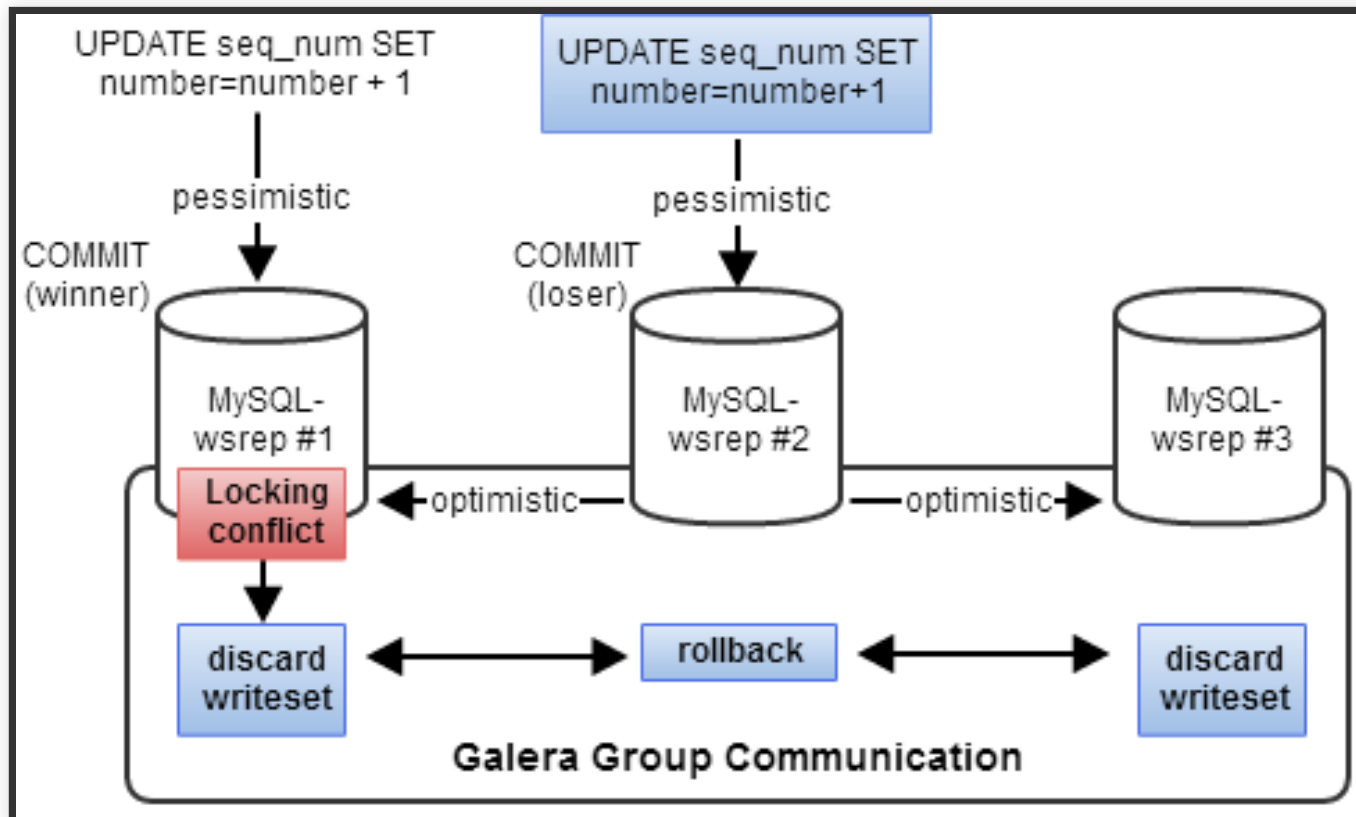 UPDATE seq_num SET
number=number + 1
UPDATE seq_num SET
number=number+1
pessimistic
pessimistic
COMMIT
(winner)
COMMIT
(loser)
MySQL-
wsrep #1
MySQL-
wsrep #2
MySQL-
wsrep #3
Locking
conflict
optimistic
optimistic
discard
writeset
rollback
discard
writeset
Galera Group Communication